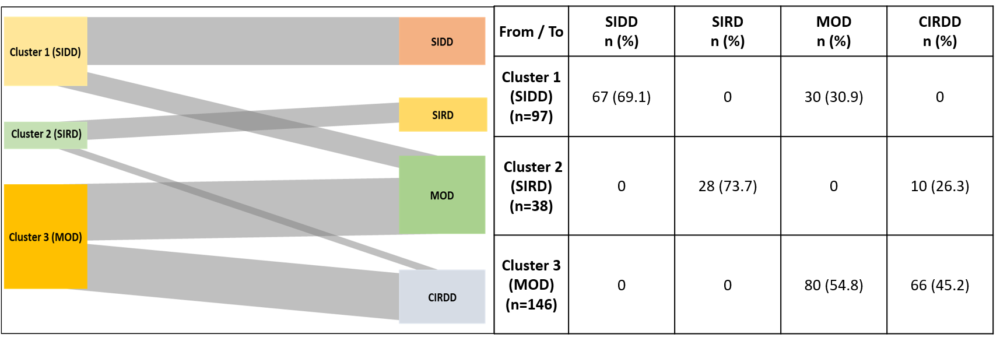 Cluster 1 (SIDD)
Cluster 2 (SIRD)
Cluster 3 (MOD)
SIDD
SIRD
MOD
CIRDD
From / To
SIDD
n (%)
SIRD
n (%)
MOD
n (%)
CIRDD
n (%)
Cluster 1
(SIDD)
(n=97)
67 (69.1)
0
30 (30.9)
0
Cluster 2
(SIRD)
(n=38)
0
28 (73.7)
0
10 (26.3)
Cluster 3
(MOD)
(n=146)
0
0
80 (54.8)
66 (45.2)